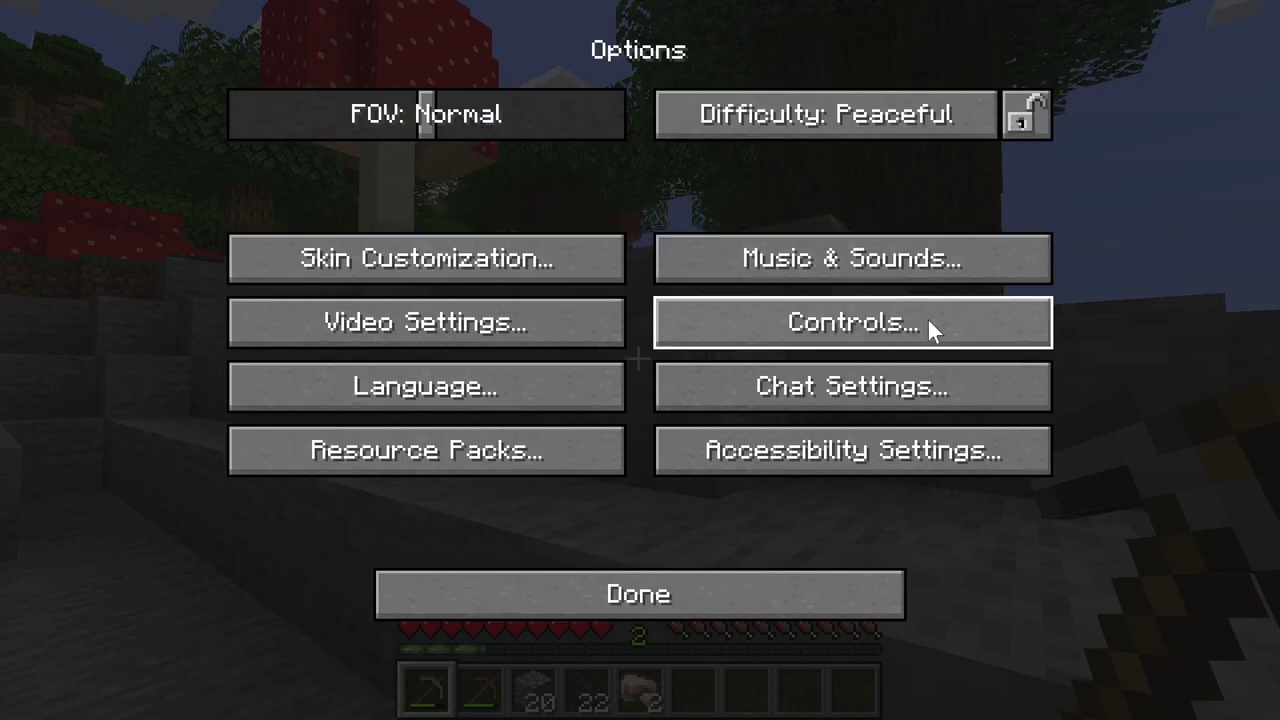 Options
FOV: Normal
Difficulty: Peaceful
Skin Customization...
Music & Sounds...
Video Settings...
Controls...
Language...
Chat Settings...
Resource Packs...
Accessibility Settings...
Done
2
20
22
2